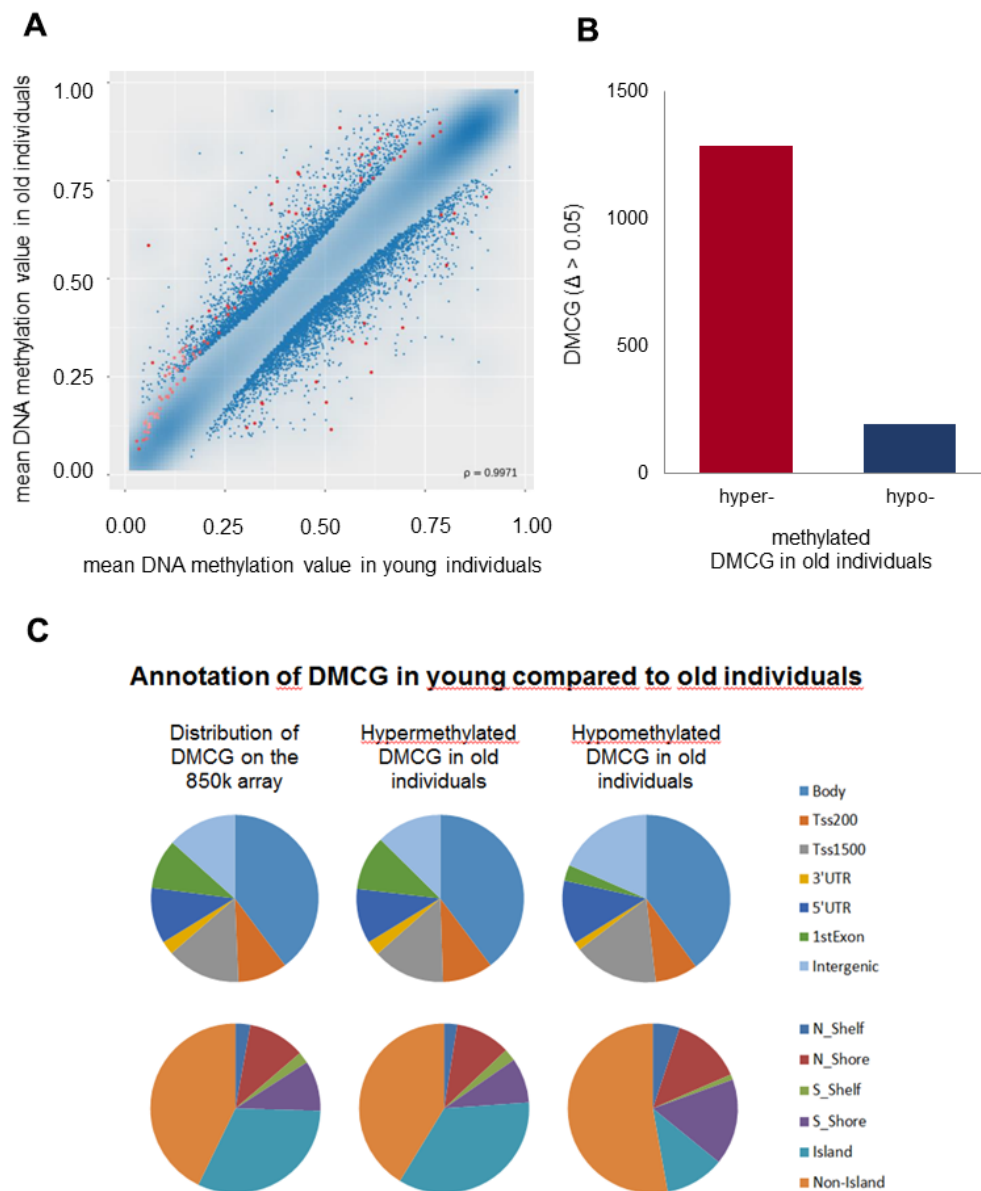 A
mean DNA methylation value in old individuals
1.00
0.75
0.50
0.25
0.00
ρ = 0.9971
0.00 0.25 0.50 0.75 1.00
mean DNA methylation value in young individuals
B
DMCG (Δ > 0.05)
1500
1000
500
0
hyper- hypo-
methylated
DMCG in old individuals
C
Annotation of DMCG in young compared to old individuals
Distribution of
DMCG on the
850k array
Hypermethylated
DMCG in old
individuals
Hypomethylated
DMCG in old
individuals
Body
Tss200
Tss1500
3'UTR
5'UTR
1stExon
Intergenic
N_Shelf
N_Shore
S_Shelf
S_Shore
Island
Non-Island